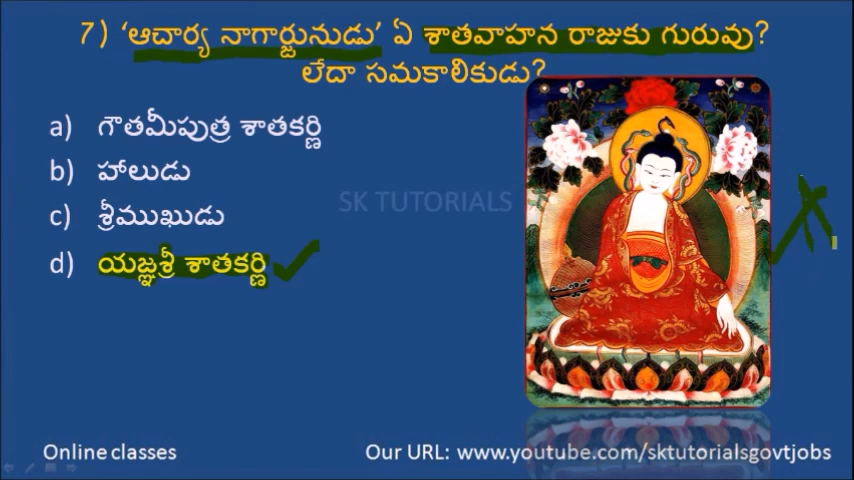 7) ‘ఆచార్య నాగార్జునుడు’ ఏ శాతవాహన రాజుకు గురువు?
లేదా సమకాలికుడు?
a) గౌతమీపుత్ర శాతకర్ణి
b) హాలుడు
c) శ్రీముఖుడు
d) యజ్ఞశ్రీ శాతకర్ణి
SK TUTORIALS
Online classes
Our URL: www.youtube.com/sktutorialsgovtjobs